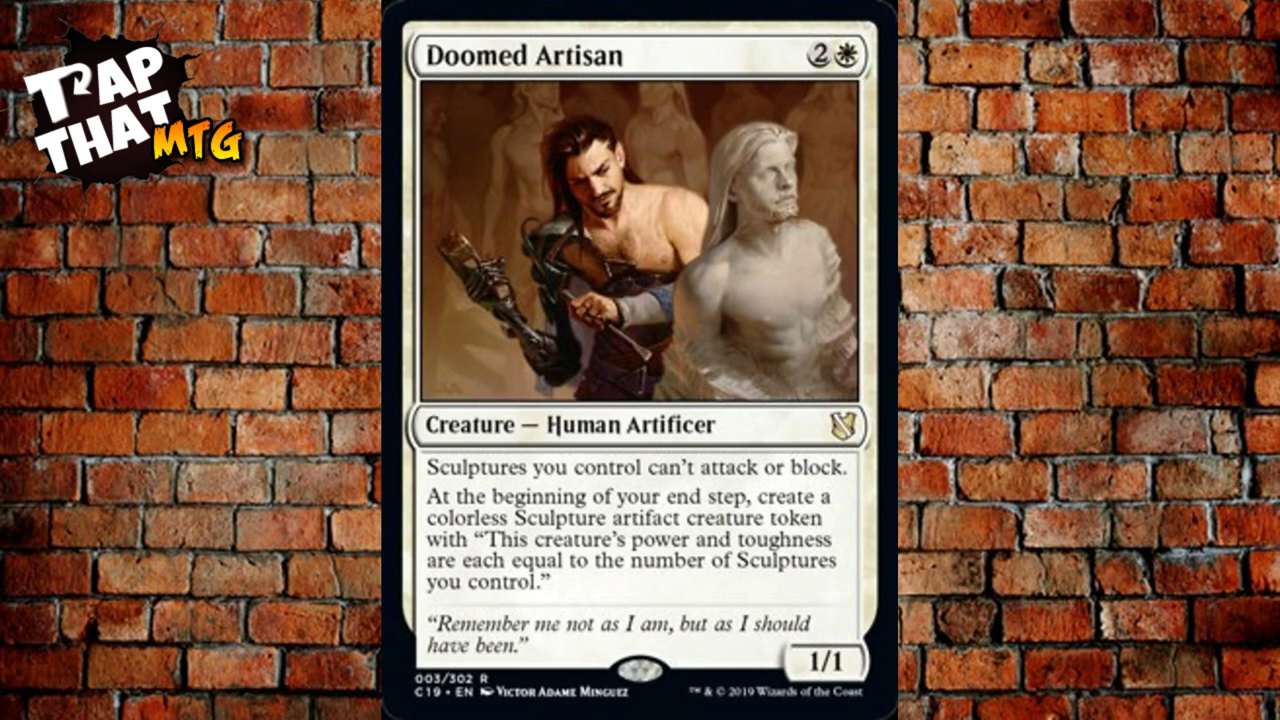 TRAP
THAT
MTG
Doomed Artisan 2
Creature — Human Artificer
Sculptures you control can't attack or block.
At the beginning of your end step, create a
colorless Sculpture artifact creature token
with “This creature's power and toughness
are each equal to the number of Sculptures
you control.”
“Remember me not as I am, but as I should
have been.”
1/1
003/302 R
C19 • EN VICTOR ADAME MINGUEZ ™ & © 2019 Wizards of the Coast